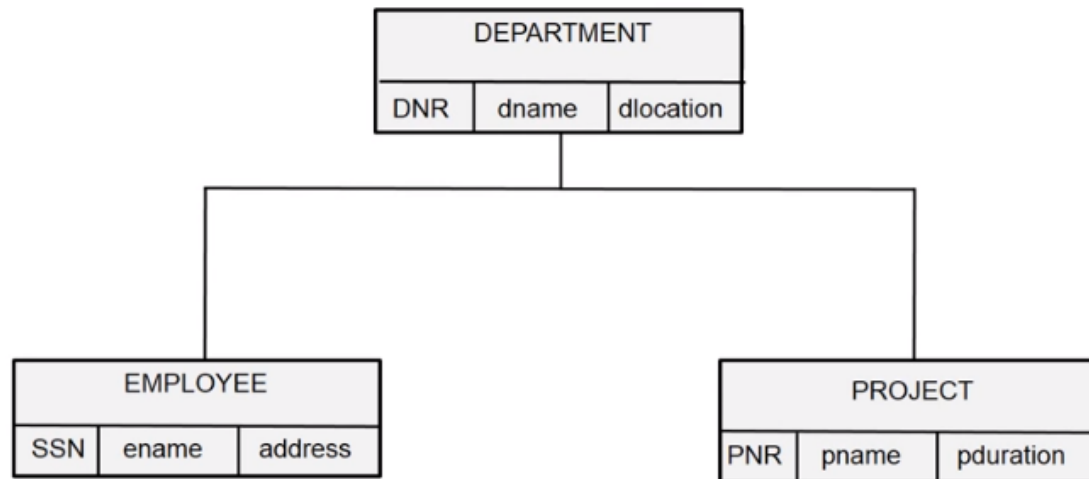 DEPARTMENT
DNR dname dlocation
EMPLOYEE
SSN ename address
PROJECT
PNR pname pduration